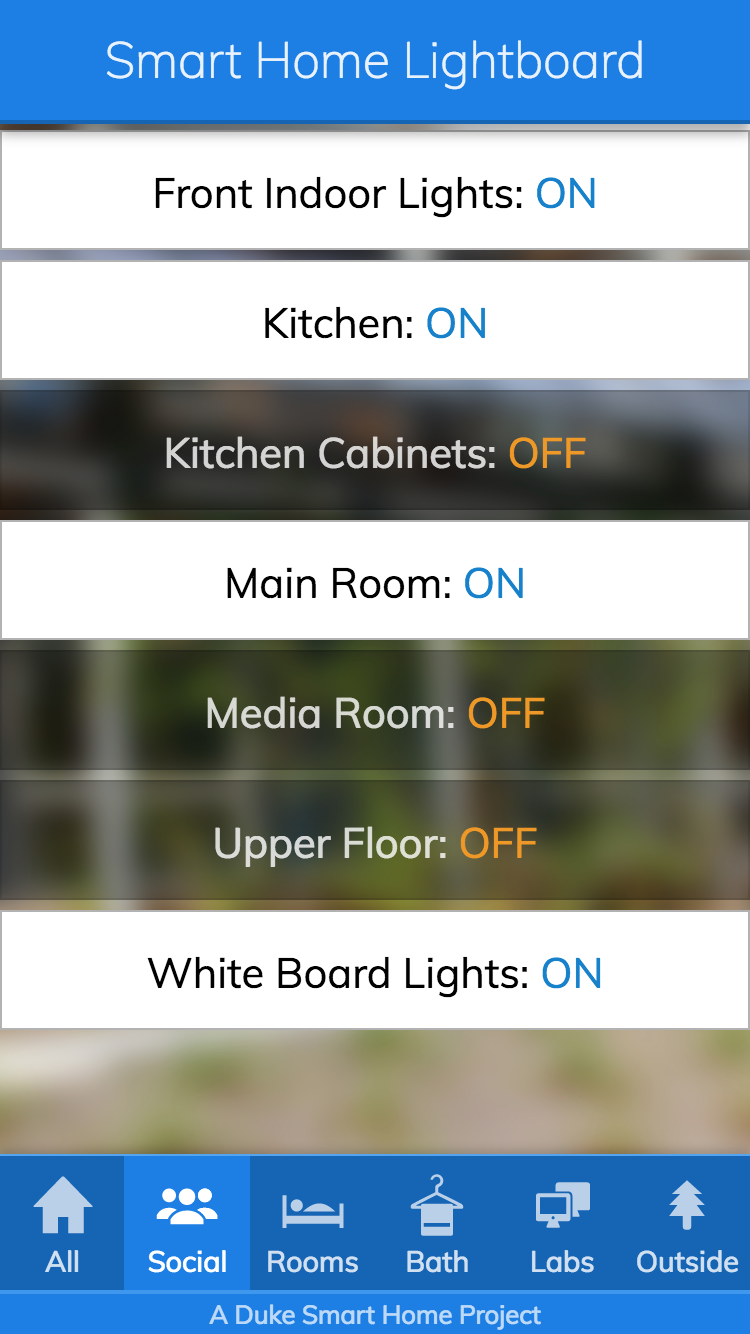 Smart Home Lightboard
Front Indoor Lights: ON
Kitchen: ON
Kitchen Cabinets: OFF
Main Room: ON
Media Room: OFF
Upper Floor: OFF
White Board Lights: ON
All Social Rooms Bath Labs Outside
A Duke Smart Home Project